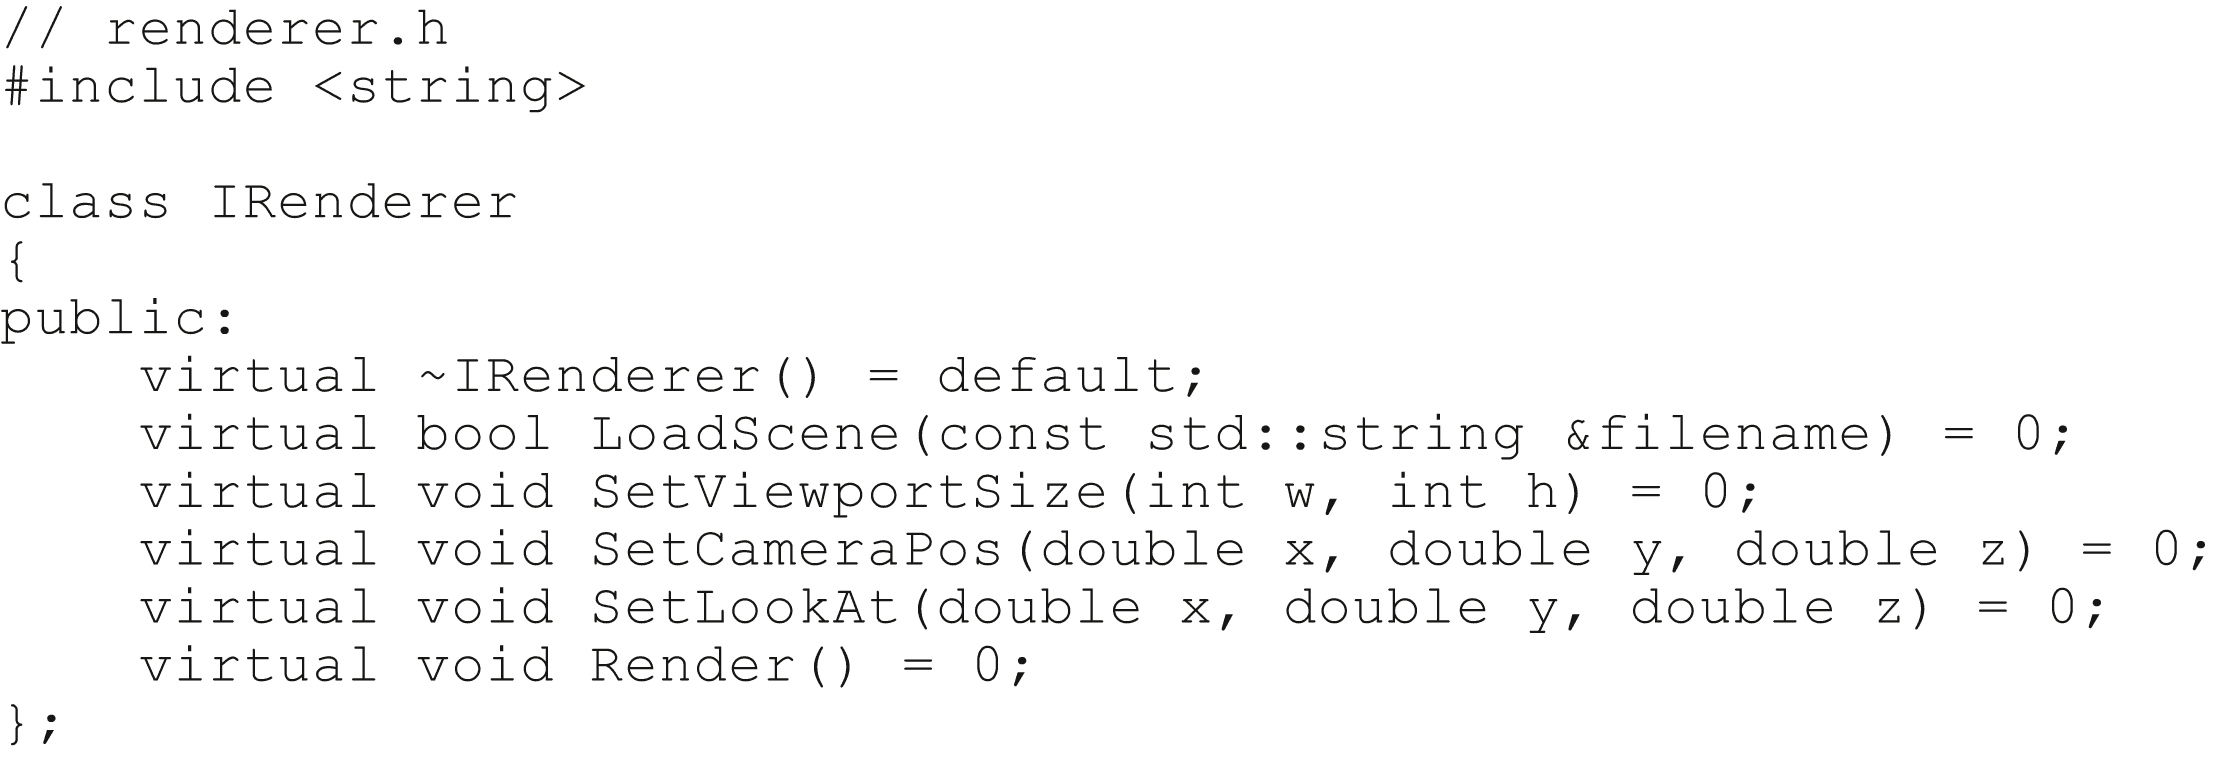 // renderer.h
#include <string>

class IRenderer
{
public:
    virtual ~IRenderer() = default;
    virtual bool LoadScene(const std::string &filename) = 0;
    virtual void SetViewportSize(int w, int h) = 0;
    virtual void SetCameraPos(double x, double y, double z) = 0;
    virtual void SetLookAt(double x, double y, double z) = 0;
    virtual void Render() = 0;
};